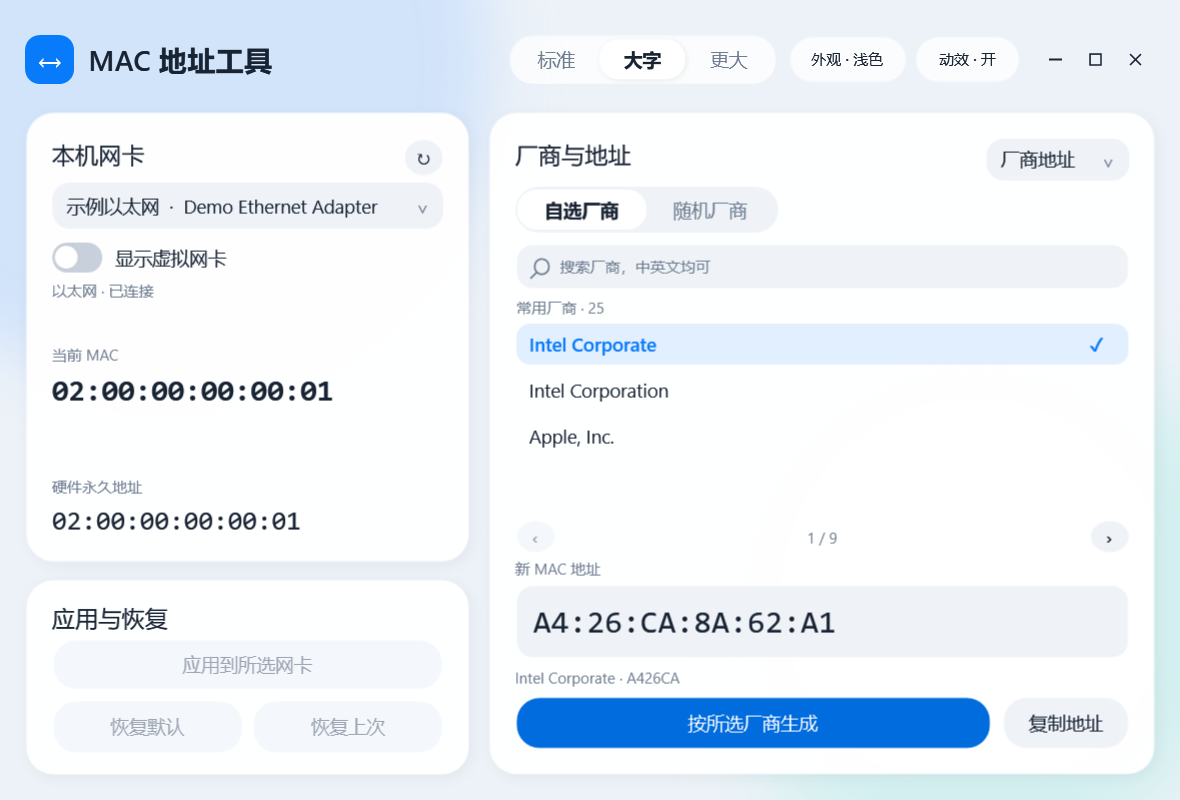 MAC 地址工具
标准 大字 更大 外观 · 浅色 动效 · 开
本机网卡
示例以太网 · Demo Ethernet Adapter
显示虚拟网卡
以太网 · 已连接
当前 MAC
02:00:00:00:00:01
硬件永久地址
02:00:00:00:00:01
应用与恢复
应用到所选网卡
恢复默认 恢复上次
厂商与地址 厂商地址
自选厂商 随机厂商
搜索厂商，中英文均可
常用厂商 · 25
Intel Corporate
Intel Corporation
Apple, Inc.
1 / 9
新 MAC 地址
A4:26:CA:8A:62:A1
Intel Corporate · A426CA
按所选厂商生成 复制地址